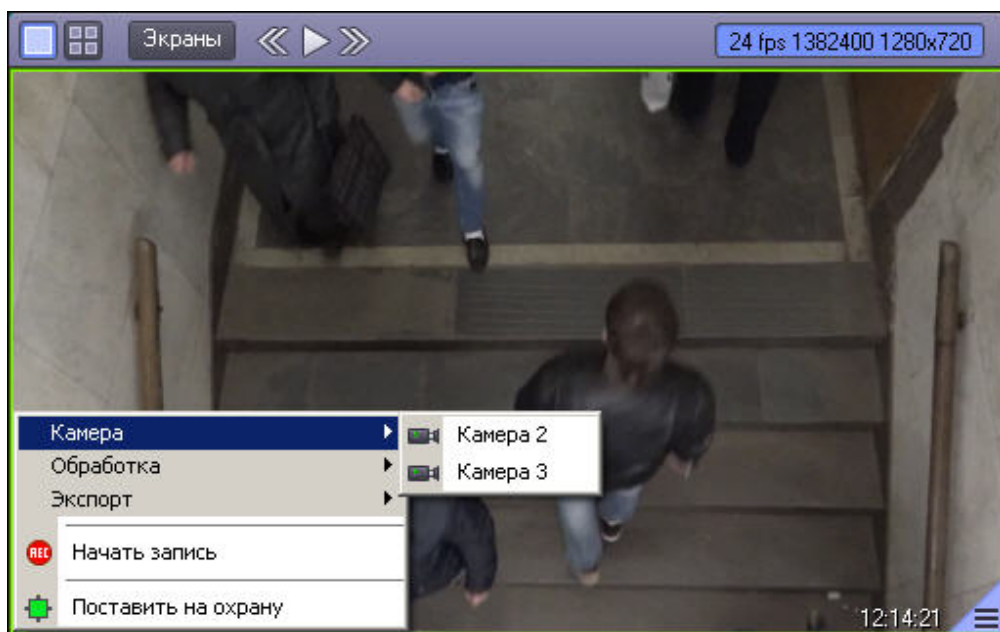 Экраны
24 fps 1382400 1280x720
Камера
Камера 2
Обработка
Камера 3
Экспорт
REC
Начать запись
Поставить на охрану
12:14:21